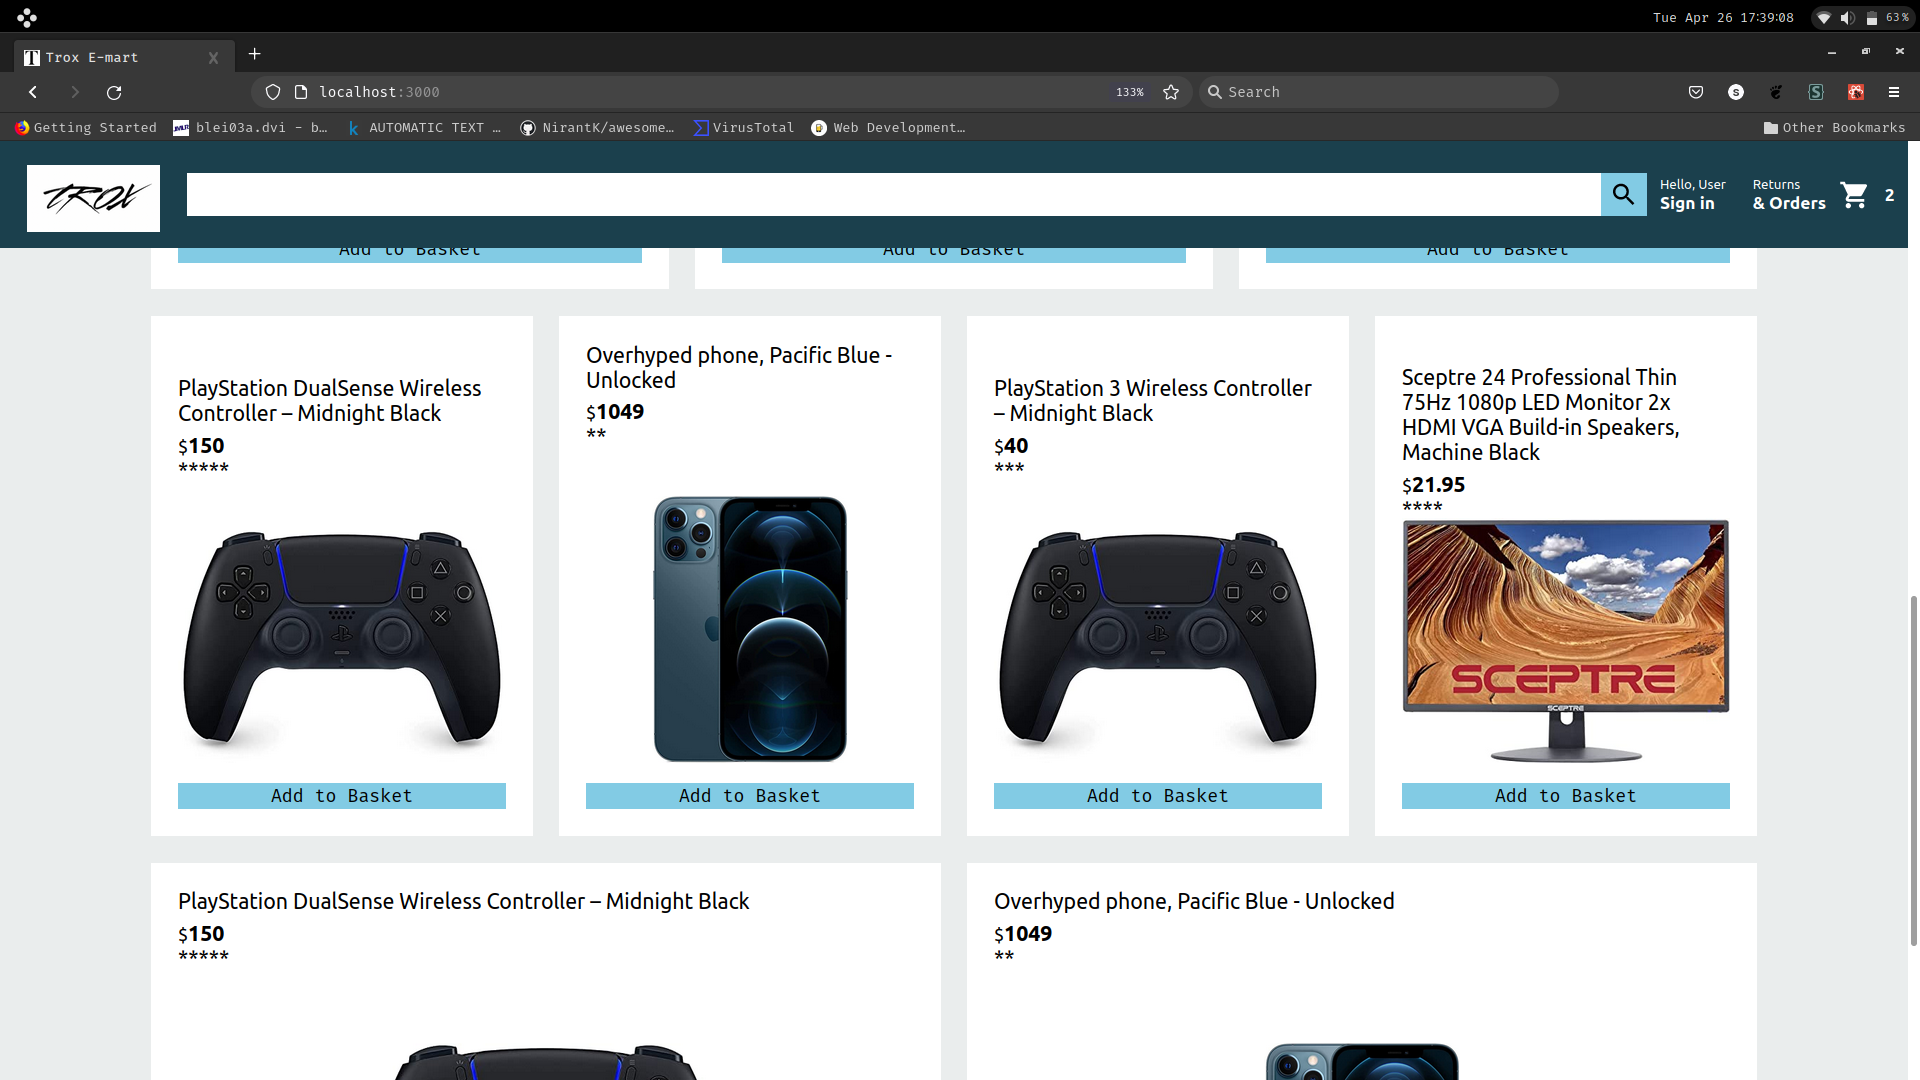 Tue Apr 26 17:39:08
63%
Trox E-mart
localhost:3000
133%
Search
Getting Started
blei03a.dvi - b…
AUTOMATIC TEXT …
NirantK/awesome…
VirusTotal
Web Development…
Other Bookmarks
TROX
Hello, User
Sign in
Returns
& Orders
2
Add to Basket
Add to Basket
Add to Basket
PlayStation DualSense Wireless
Controller – Midnight Black
$150
*****
Add to Basket
Overhyped phone, Pacific Blue -
Unlocked
$1049
**
Add to Basket
PlayStation 3 Wireless Controller
– Midnight Black
$40
***
Add to Basket
Sceptre 24 Professional Thin
75Hz 1080p LED Monitor 2x
HDMI VGA Build-in Speakers,
Machine Black
$21.95
****
SCEPTRE
SCEPTRE
Add to Basket
PlayStation DualSense Wireless Controller – Midnight Black
$150
*****
Overhyped phone, Pacific Blue - Unlocked
$1049
**